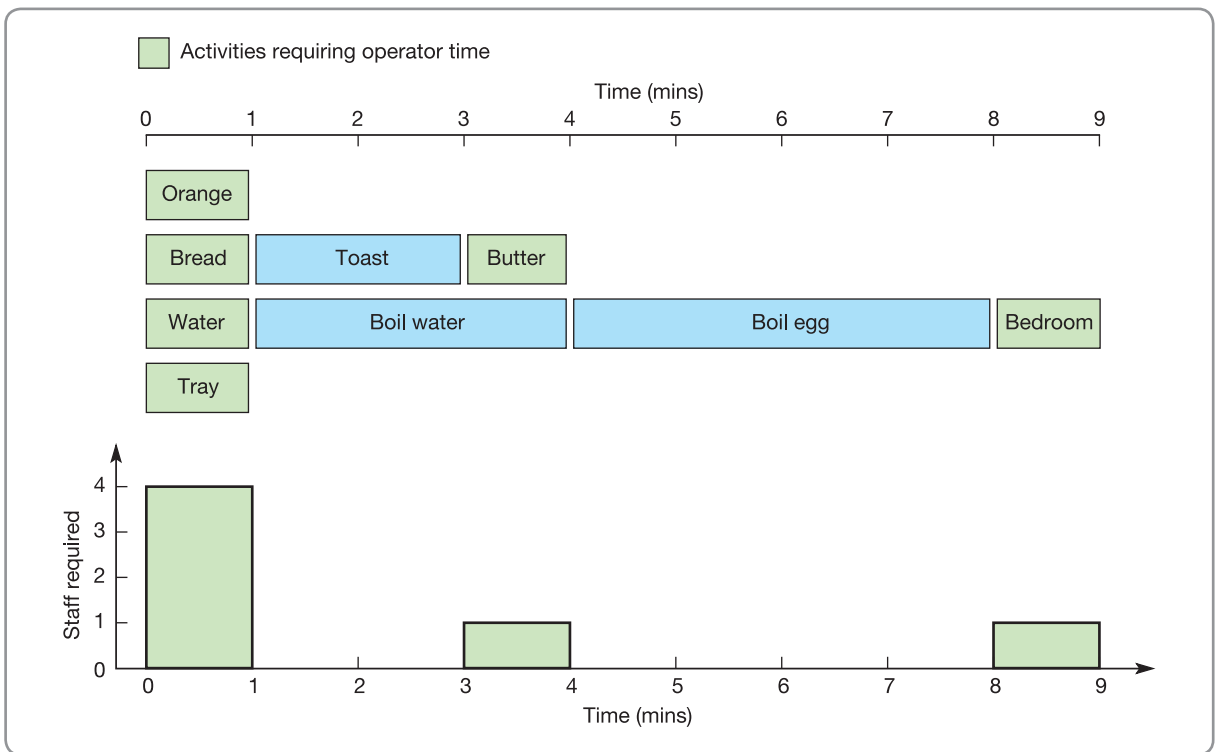 Activities requiring operator time
Time (mins)
0 1 2 3 4 5 6 7 8 9
Orange
Bread Toast Butter
Water Boil water Boil egg Bedroom
Tray
Staff required
4
3
2
1
0
0 1 2 3 4 5 6 7 8 9
Time (mins)